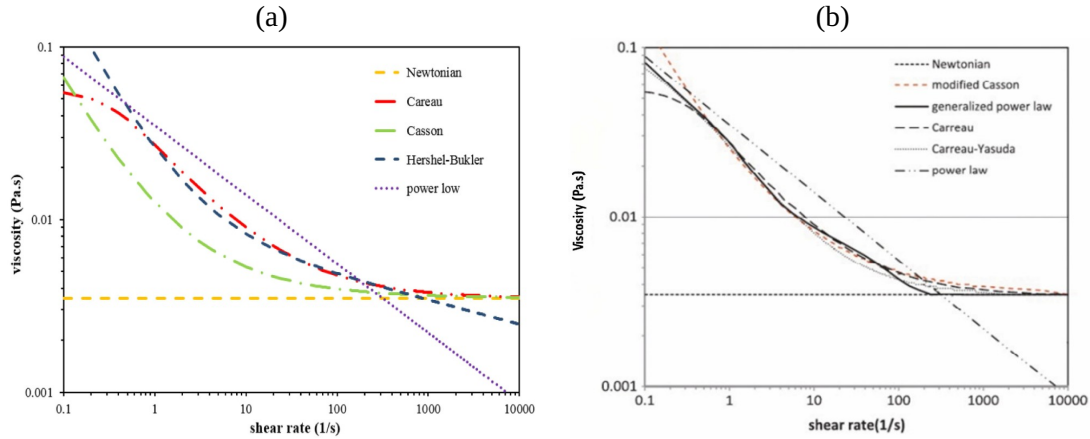 (a)
0.1
0.01
0.001
viscosity (Pa.s)
0.1
1
10
100
1000
10000
shear rate (1/s)
Newtonian
Careau
Casson
Hershel-Bukler
power low
(b)
0.1
0.01
0.001
Viscosity (Pa.s)
0.1
1
10
100
1000
10000
shear rate(1/s)
Newtonian
modified Casson
generalized power law
Carreau
Carreau-Yasuda
power law